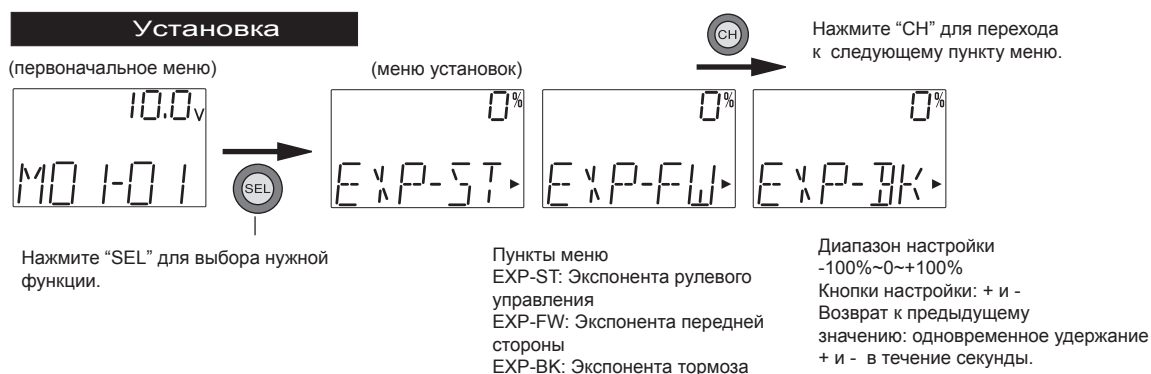 Установка
(первоначальное меню)
10.0V
M01-01
SEL
Нажмите “SEL” для выбора нужной
функции.
(меню установок)
0%
EXP-ST
0%
EXP-FW
0%
EXP-BK
CH
Нажмите “CH” для перехода
к следующему пункту меню.
Пункты меню
EXP-ST: Экспонента рулевого
управления
EXP-FW: Экспонента передней
стороны
EXP-BK: Экспонента тормоза
Диапазон настройки
-100%~0~+100%
Кнопки настройки: + и -
Возврат к предыдущему
значению: одновременное удержание
+ и - в течение секунды.